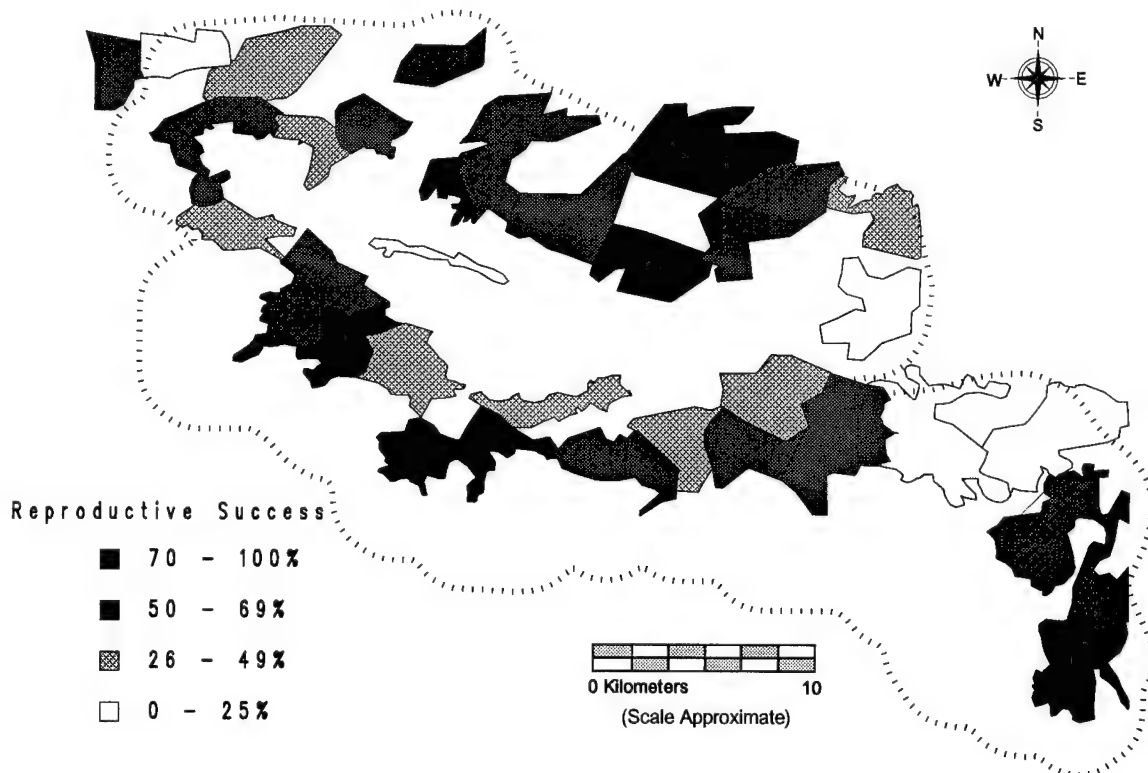 N
W E
S
Reproductive Success
70 - 100%
50 - 69%
26 - 49%
0 - 25%
0 Kilometers 10
(Scale Approximate)